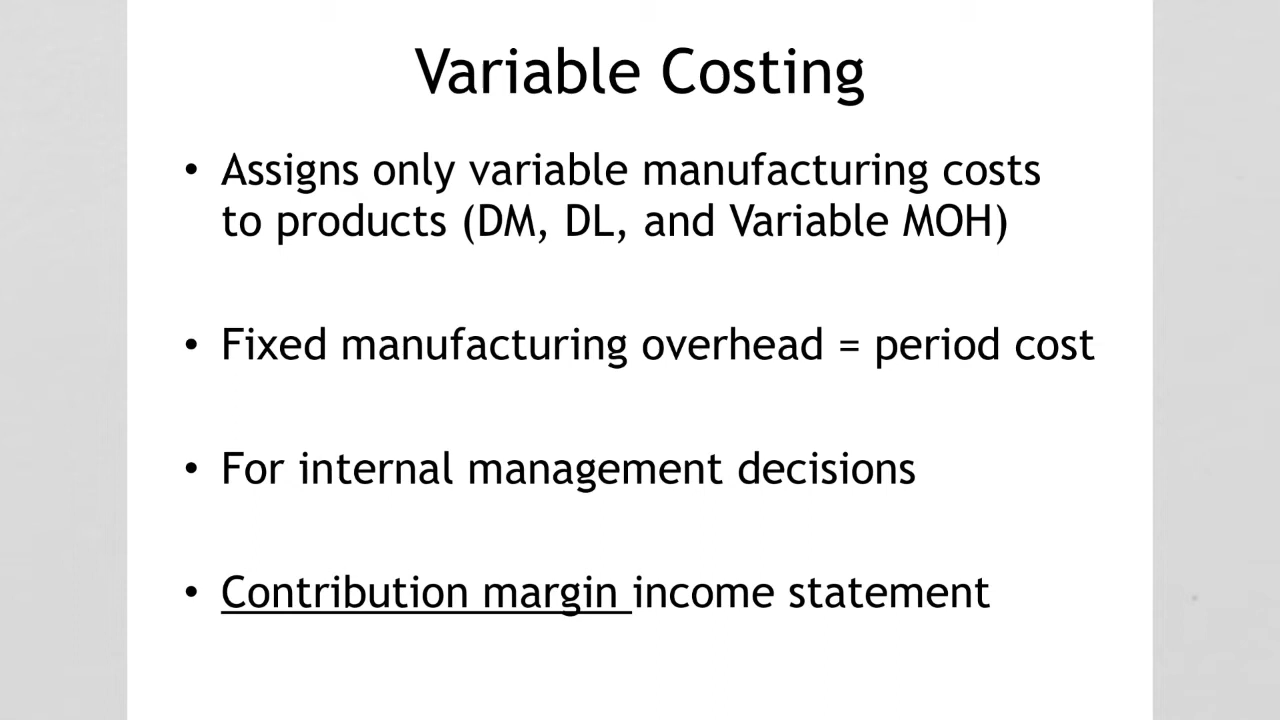 Variable Costing
• Assigns only variable manufacturing costs
to products (DM, DL, and Variable MOH)
• Fixed manufacturing overhead = period cost
• For internal management decisions
• Contribution margin income statement